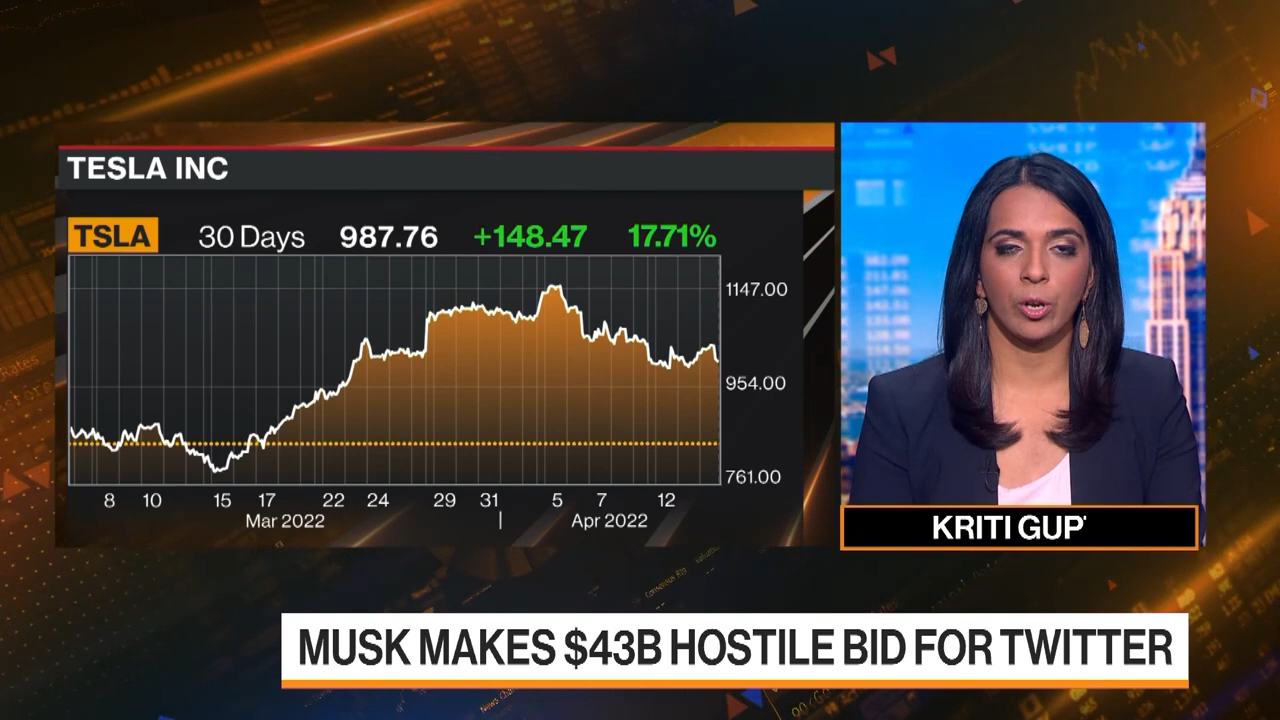 TESLA INC
TSLA 30 Days 987.76 +148.47 17.71%
1147.00
954.00
761.00
8 10 15 17 22 24 29 31 5 7 12
Mar 2022 | Apr 2022
KRITI GUP
MUSK MAKES $43B HOSTILE BID FOR TWITTER